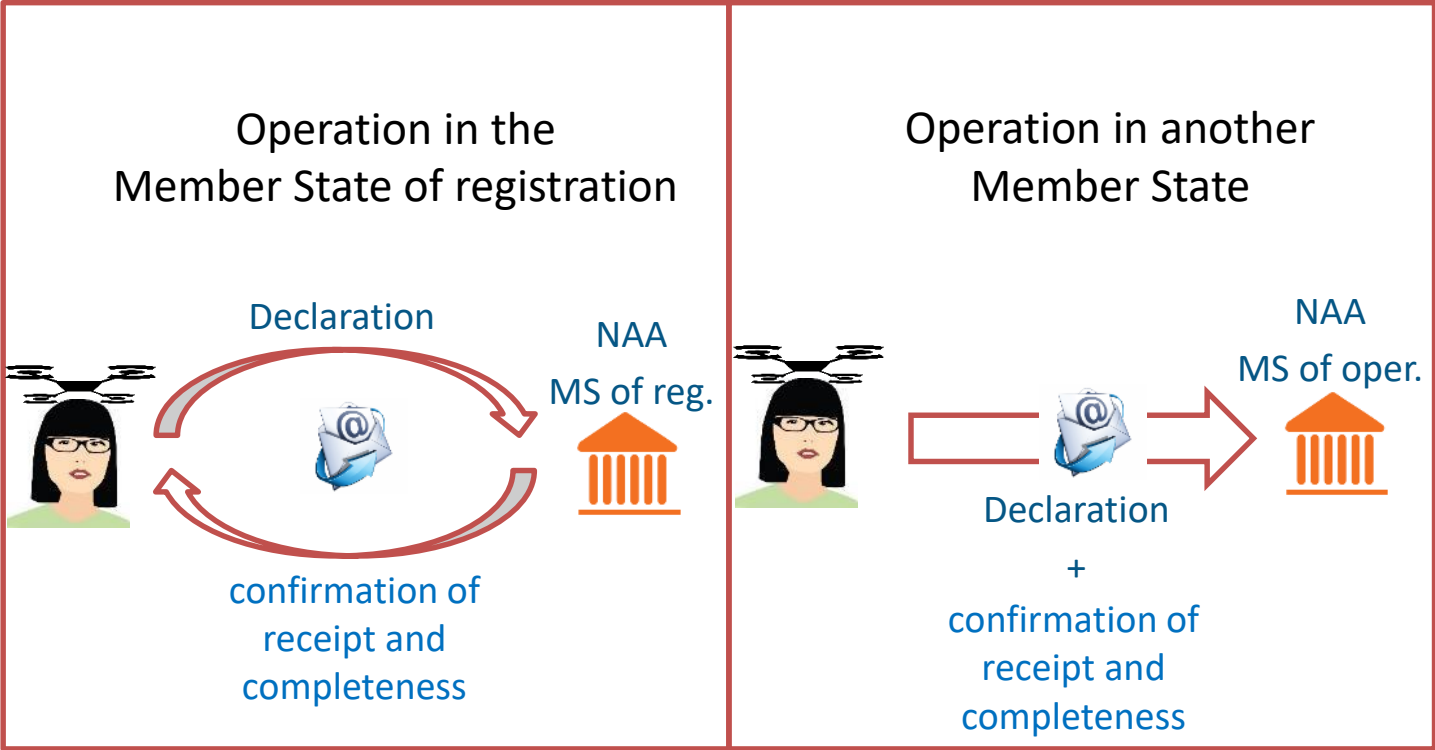 Operation in the
Member State of registration
Declaration
NAA
MS of reg.
@
confirmation of
receipt and
completeness
Operation in another
Member State
NAA
MS of oper.
@
Declaration
+
confirmation of
receipt and
completeness